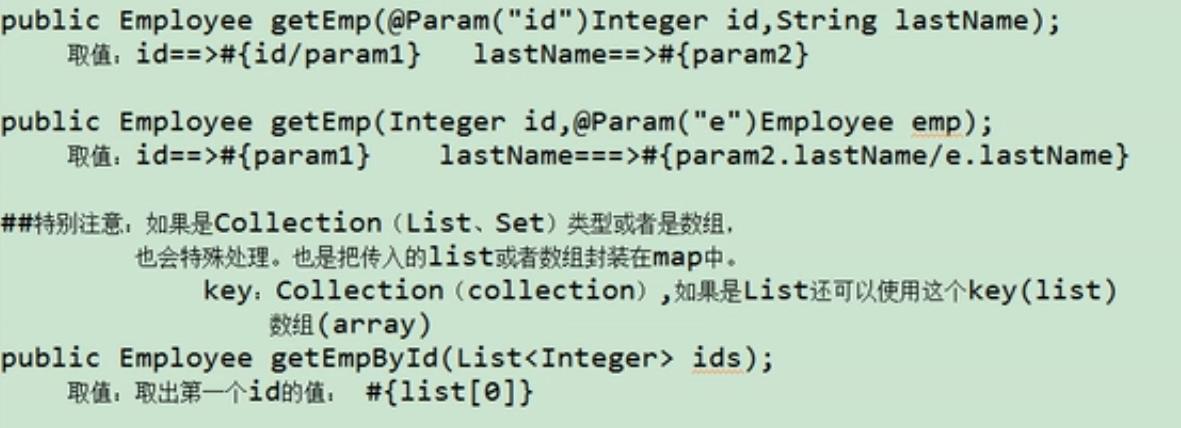 public Employee getEmp(@Param("id")Integer id,String lastName);
取值：id==>#{id/param1} lastName==>#{param2}
public Employee getEmp(Integer id,@Param("e")Employee emp);
取值：id==>#{param1} lastName===>#{param2.lastName/e.lastName}
##特别注意：如果是Collection（List、Set）类型或者是数组，
也会特殊处理。也是把传入的list或者数组封装在map中。
key：Collection（collection）,如果是List还可以使用这个key(list)
数组(array)
public Employee getEmpById(List<Integer> ids);
取值：取出第一个id的值： #{list[0]}